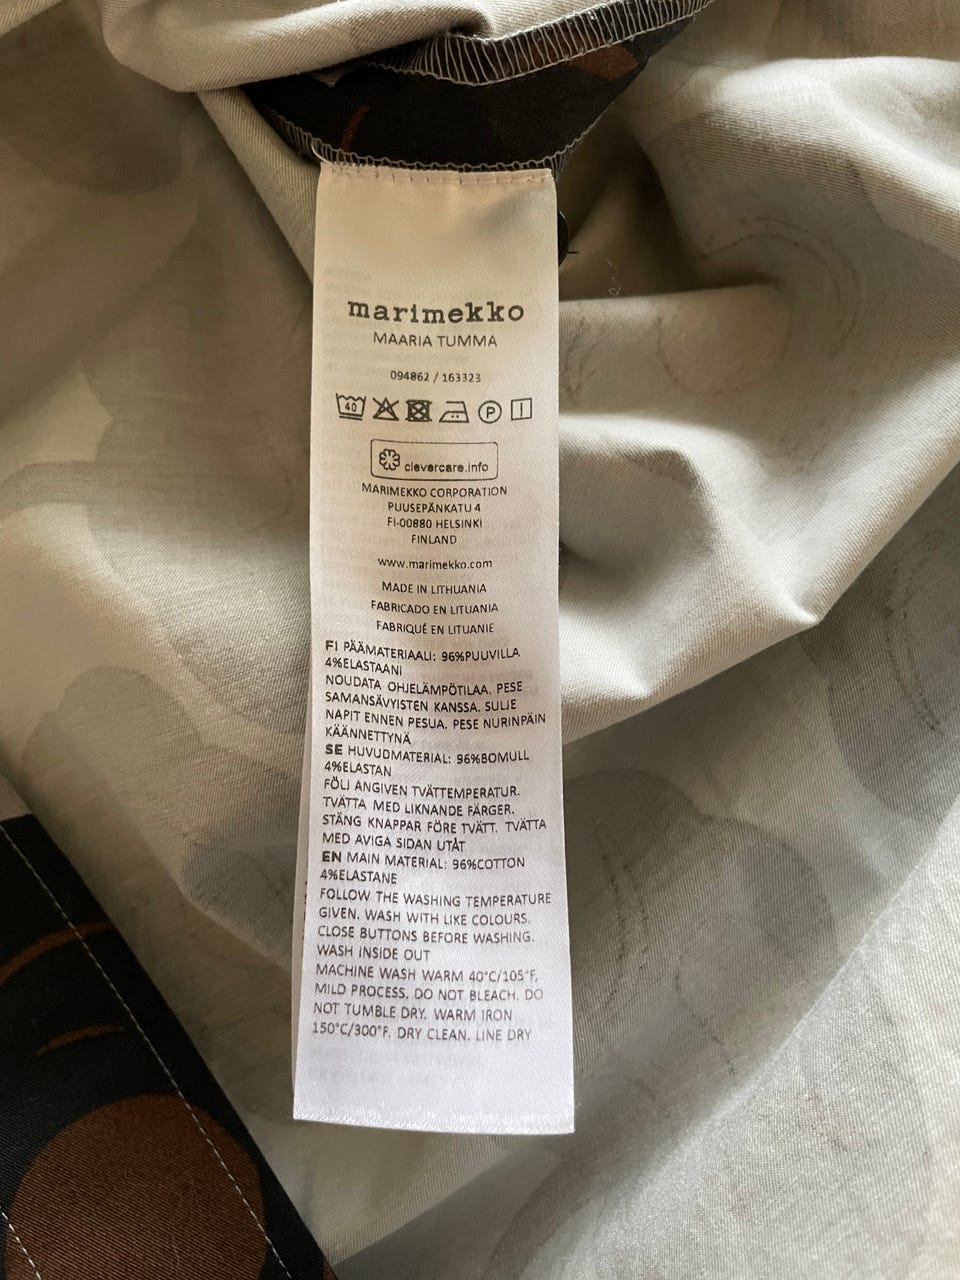 marimekko
MAARIA TUMMA
094862 / 163323
40 P
clevercare.info
MARIMEKKO CORPORATION
PUUSEPÄNKATU 4
FI-00880 HELSINKI
FINLAND
www.marimekko.com
MADE IN LITHUANIA
FABRICADO EN LITUANIA
FABRIQUÉ EN LITUANIE
FI PÄÄMATERIAALI: 96%PUUVILLA
4%ELASTAANI
NOUDATA OHJELÄMPÖTILAA. PESE
SAMANSÄVYISTEN KANSSA. SULJE
NAPIT ENNEN PESUA. PESE NURINPÄIN
KÄÄNNETTYNÄ
SE HUVUDMATERIAL: 96%BOMULL
4%ELASTAN
FÖLJ ANGIVEN TVÄTTEMPERATUR.
TVÄTTA MED LIKNANDE FÄRGER.
STÄNG KNAPPAR FÖRE TVÄTT. TVÄTTA
MED AVIGA SIDAN UTÅT
EN MAIN MATERIAL: 96%COTTON
4%ELASTANE
FOLLOW THE WASHING TEMPERATURE
GIVEN. WASH WITH LIKE COLOURS.
CLOSE BUTTONS BEFORE WASHING.
WASH INSIDE OUT
MACHINE WASH WARM 40°C/105°F,
MILD PROCESS. DO NOT BLEACH. DO
NOT TUMBLE DRY. WARM IRON
150°C/300°F. DRY CLEAN. LINE DRY